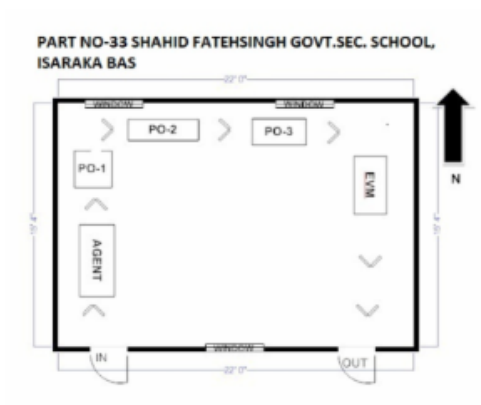 PART NO-33 SHAHID FATEHSINGH GOVT.SEC. SCHOOL,
ISARAKA BAS
22' 0"
WINDOW WINDOW
PO-2 PO-3
PO-1
EVM
N
AGENT
WINDOW
IN OUT
22' 0"